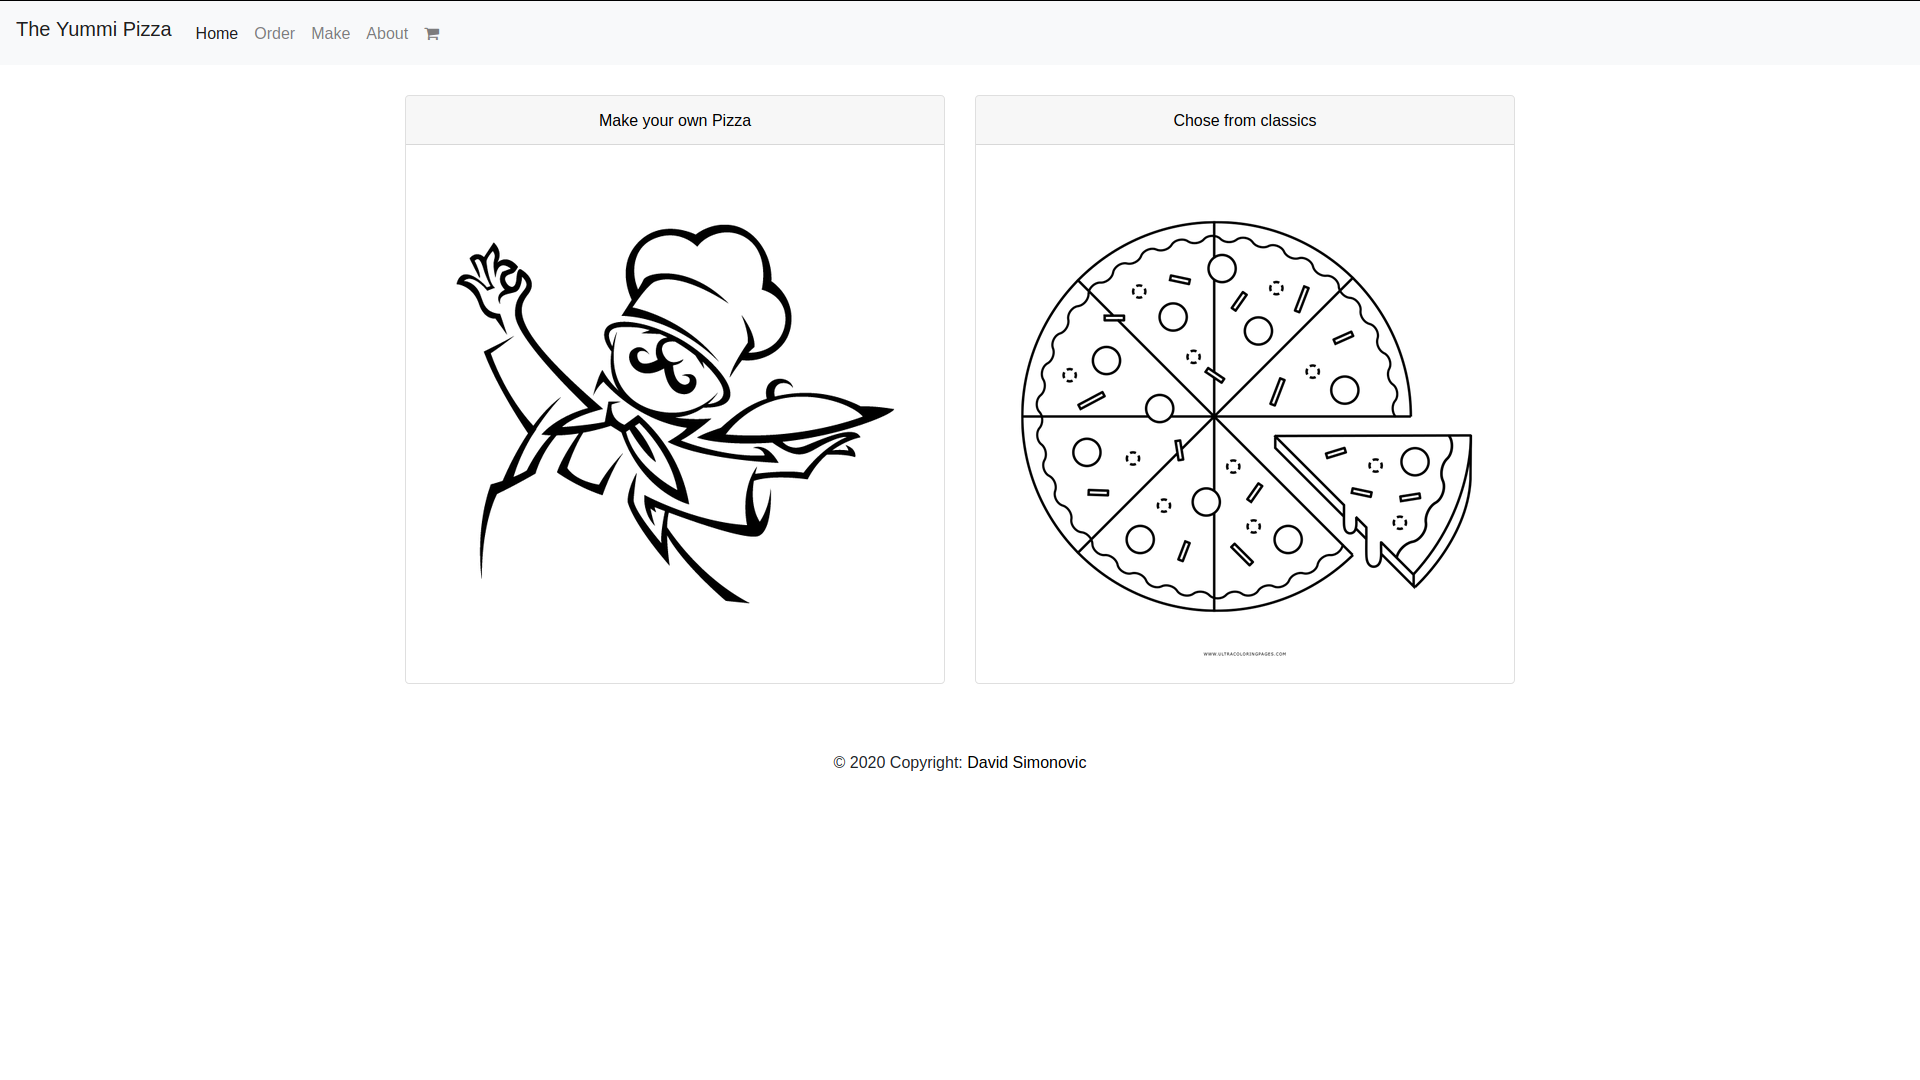 The Yummi Pizza Home Order Make About
Make your own Pizza
Chose from classics
WWW.ULTRACOLORINGPAGES.COM
© 2020 Copyright: David Simonovic